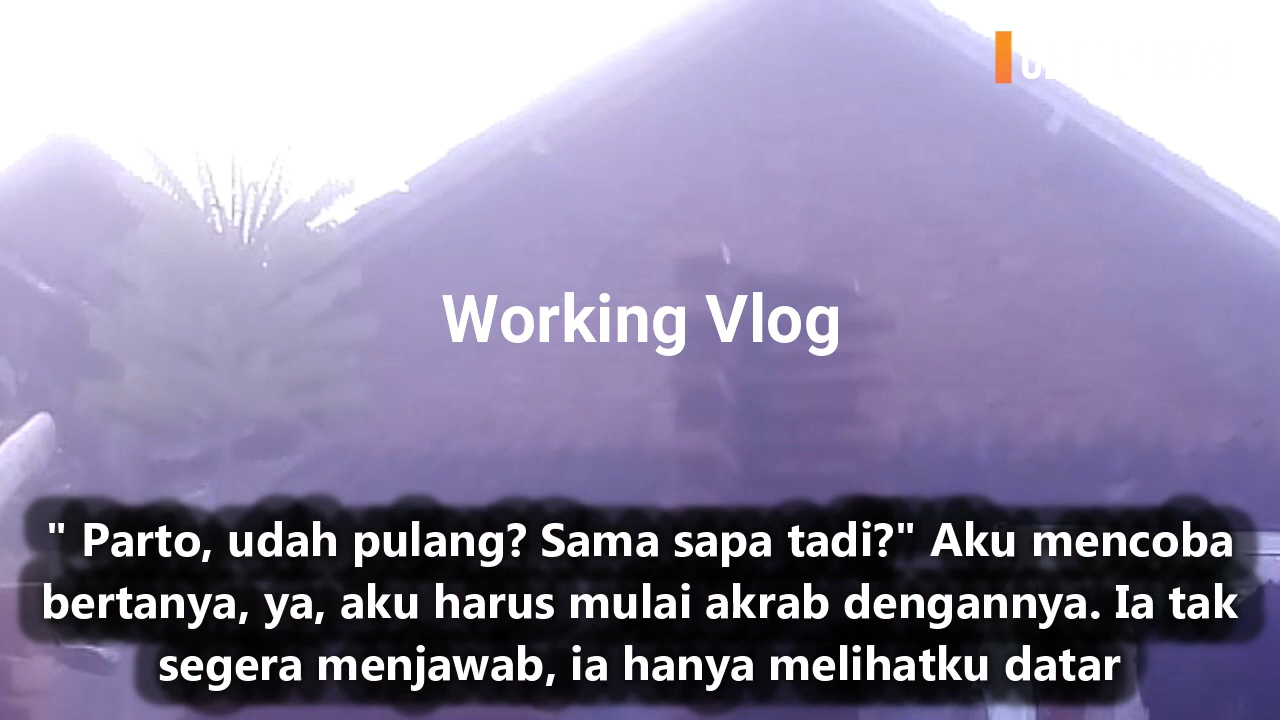 Working Vlog
" Parto, udah pulang? Sama sapa tadi?" Aku mencoba
bertanya, ya, aku harus mulai akrab dengannya. Ia tak
segera menjawab, ia hanya melihatku datar